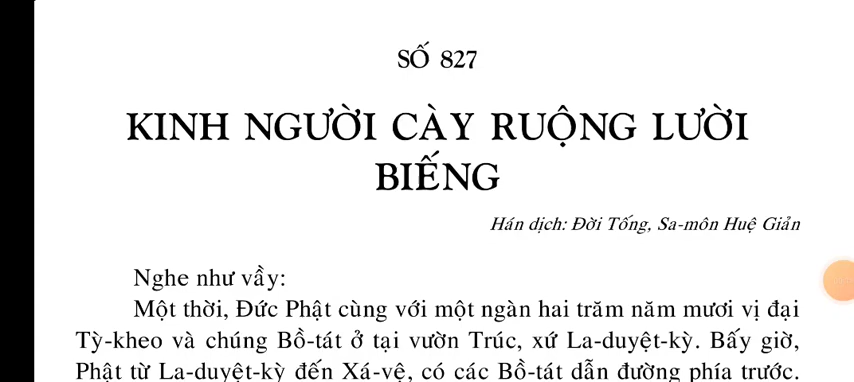 SỐ 827
KINH NGƯỜI CÀY RUỘNG LƯỜI
BIẾNG
Hán dịch: Đời Tống, Sa-môn Huệ Giản
Nghe như vầy:
Một thời, Đức Phật cùng với một ngàn hai trăm năm mươi vị đại
Tỳ-kheo và chúng Bồ-tát ở tại vườn Trúc, xứ La-duyệt-kỳ. Bấy giờ,
Phật từ La-duyệt-kỳ đến Xá-vệ, có các Bồ-tát dẫn đường phía trước.